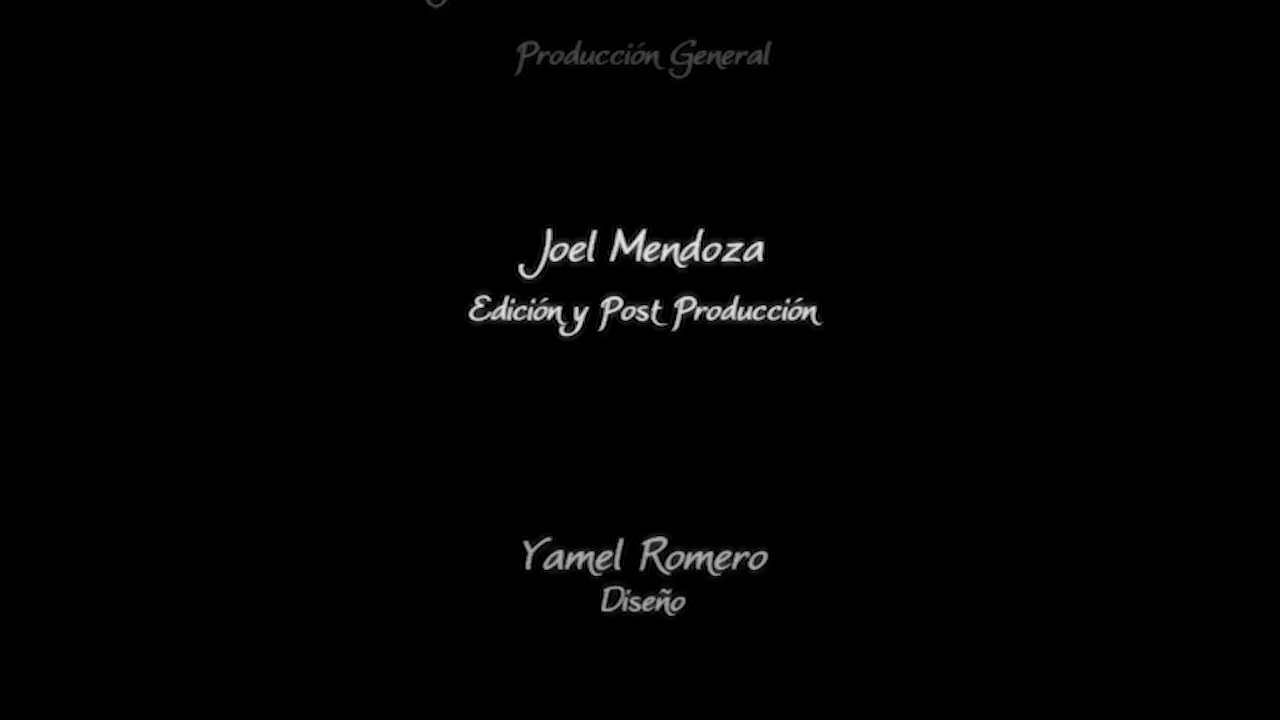 Producción General
Joel Mendoza
Edición y Post Producción
Yamel Romero
Diseño